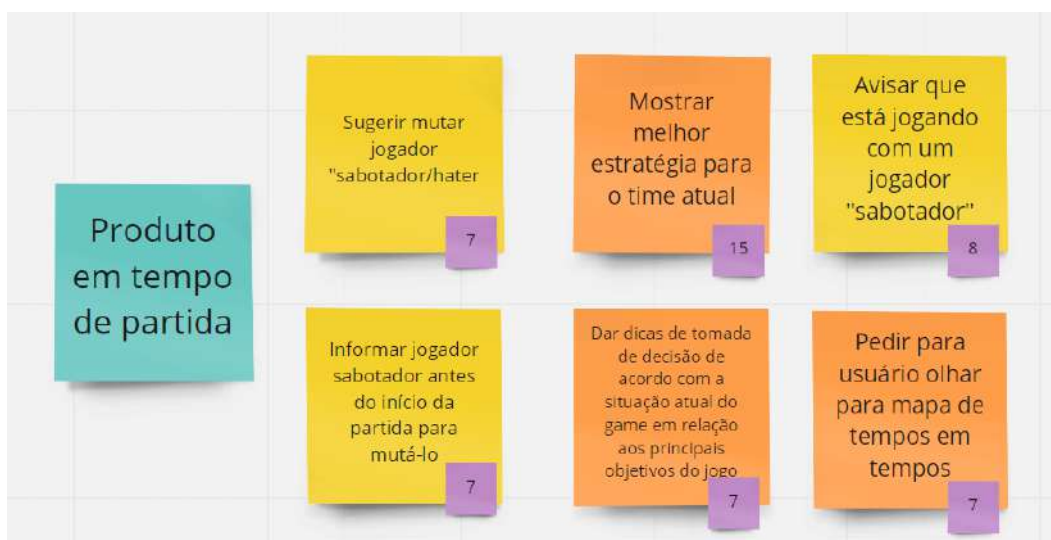 Produto
em tempo
de partida
Sugerir mutar
jogador
"sabotador/hater
7
Mostrar
melhor
estratégia para
o time atual
15
Avisar que
está jogando
com um
jogador
"sabotador"
8
Informar jogador
sabotador antes
do início da
partida para
mutá-lo
7
Dar dicas de tomada
de decisão de
acordo com a
situação atual do
game em relação
aos principais
objetivos do jogo
7
Pedir para
usuário olhar
para mapa de
tempos em
tempos
7